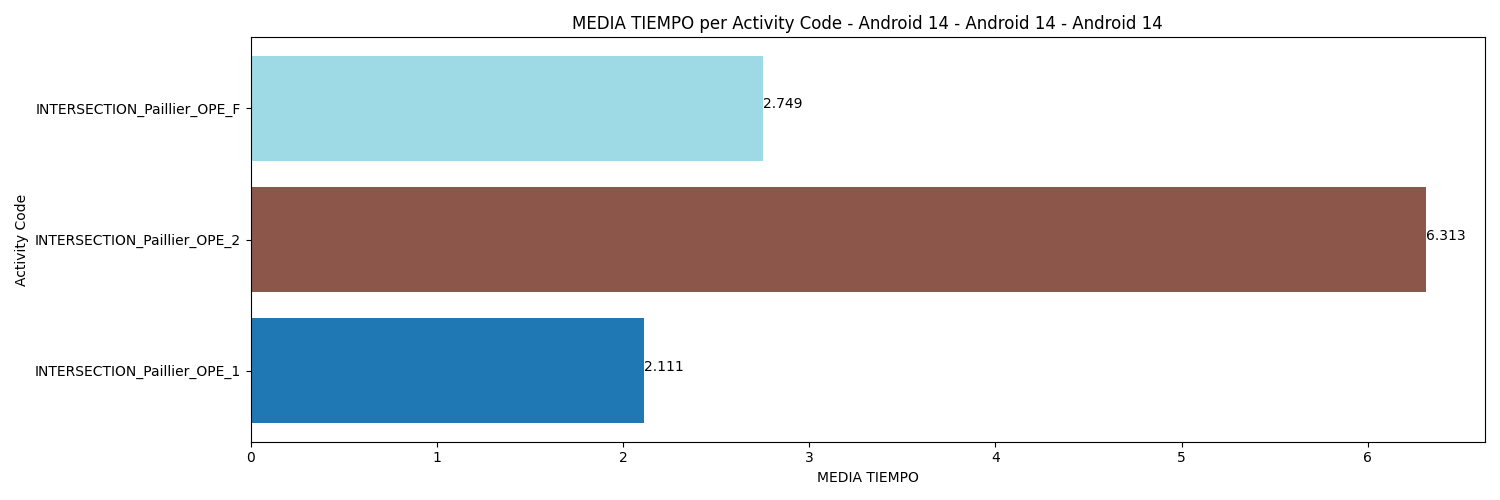 MEDIA TIEMPO per Activity Code - Android 14 - Android 14 - Android 14
INTERSECTION_Paillier_OPE_F
2.749
INTERSECTION_Paillier_OPE_2
6.313
INTERSECTION_Paillier_OPE_1
2.111
Activity Code
0 1 2 3 4 5 6
MEDIA TIEMPO